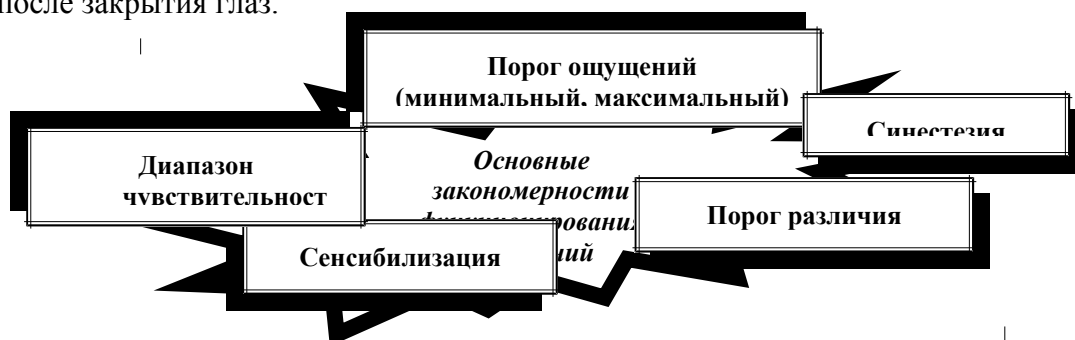 после закрытия глаз.
Порог ощущений
(минимальный, максимальный)
Синестезия
Диапазон
чувствительност
Основные
закономерности
Порог различия
Сенсибилизация